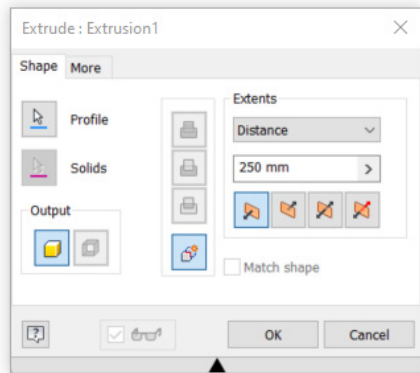 Extrude : Extrusion1
Shape
More
Profile
Solids
Output
Extents
Distance
250 mm
Match shape
OK
Cancel